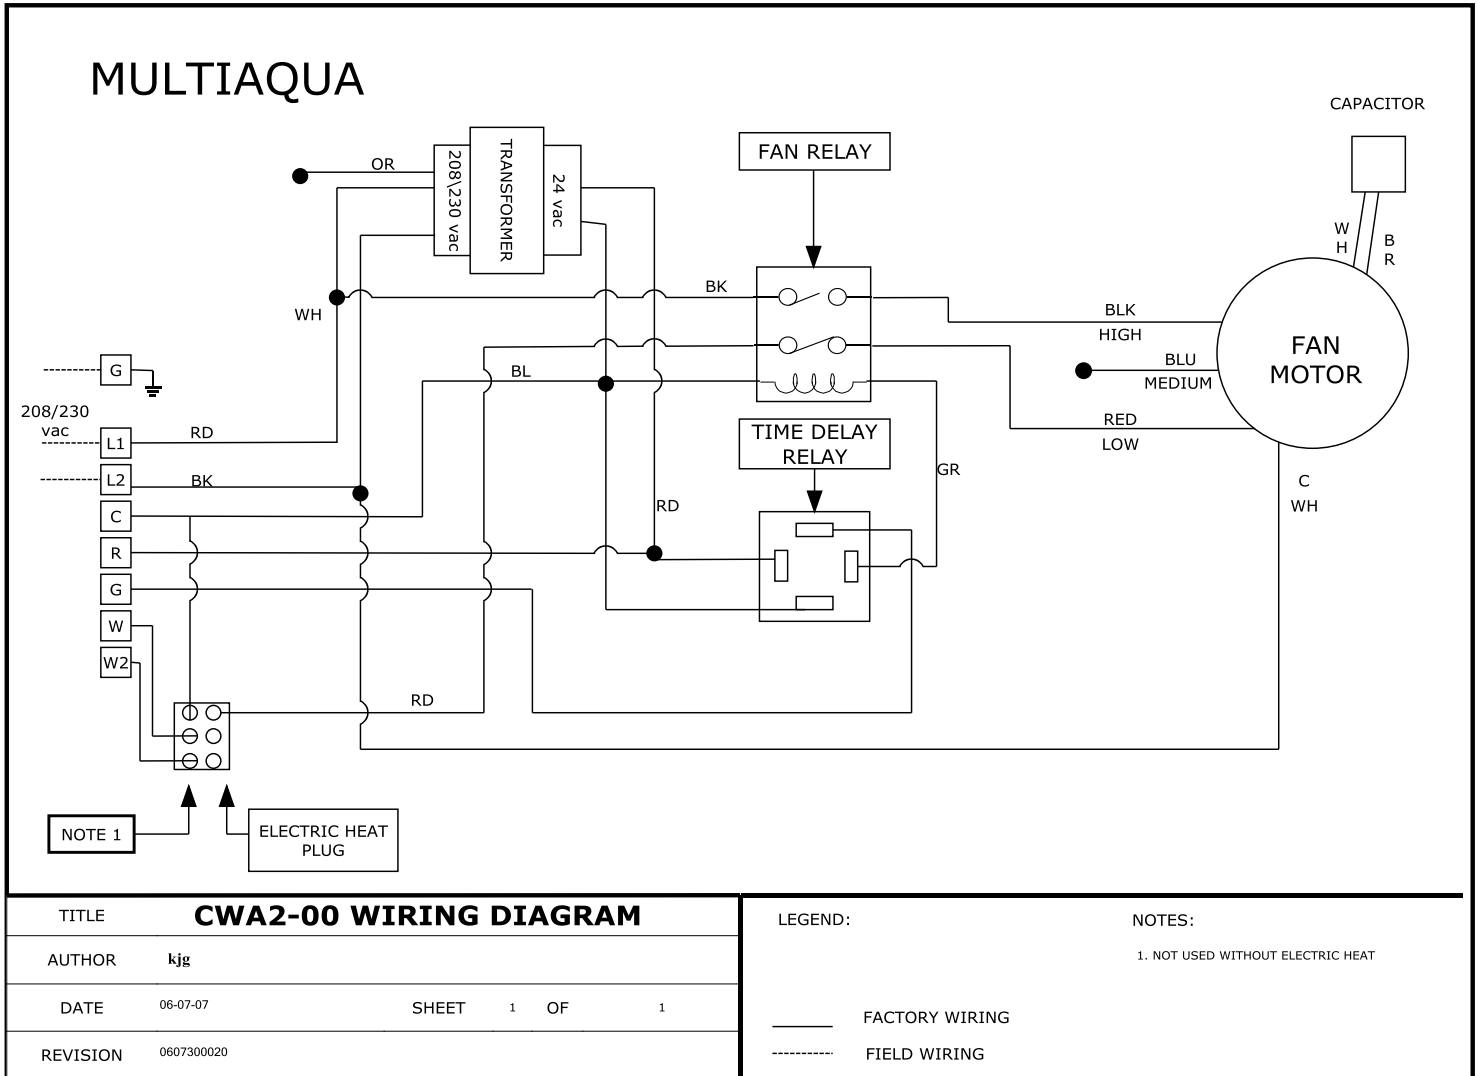 MULTIAQUA
CAPACITOR
FAN RELAY
OR
208\230 vac
TRANSFORMER
24 vac
WH
BR
BK
WH
BLK
HIGH
FAN
MOTOR
BLU
MEDIUM
G
BL
208/230
vac
L1
RD
RED
LOW
TIME DELAY
RELAY
GR
L2
BK
C
WH
RD
C
R
G
W
W2
RD
NOTE 1
ELECTRIC HEAT
PLUG
TITLE
CWA2-00 WIRING DIAGRAM
AUTHOR
kjg
DATE
06-07-07
SHEET 1 OF 1
REVISION
0607300020
LEGEND:
FACTORY WIRING
FIELD WIRING
NOTES:
1. NOT USED WITHOUT ELECTRIC HEAT